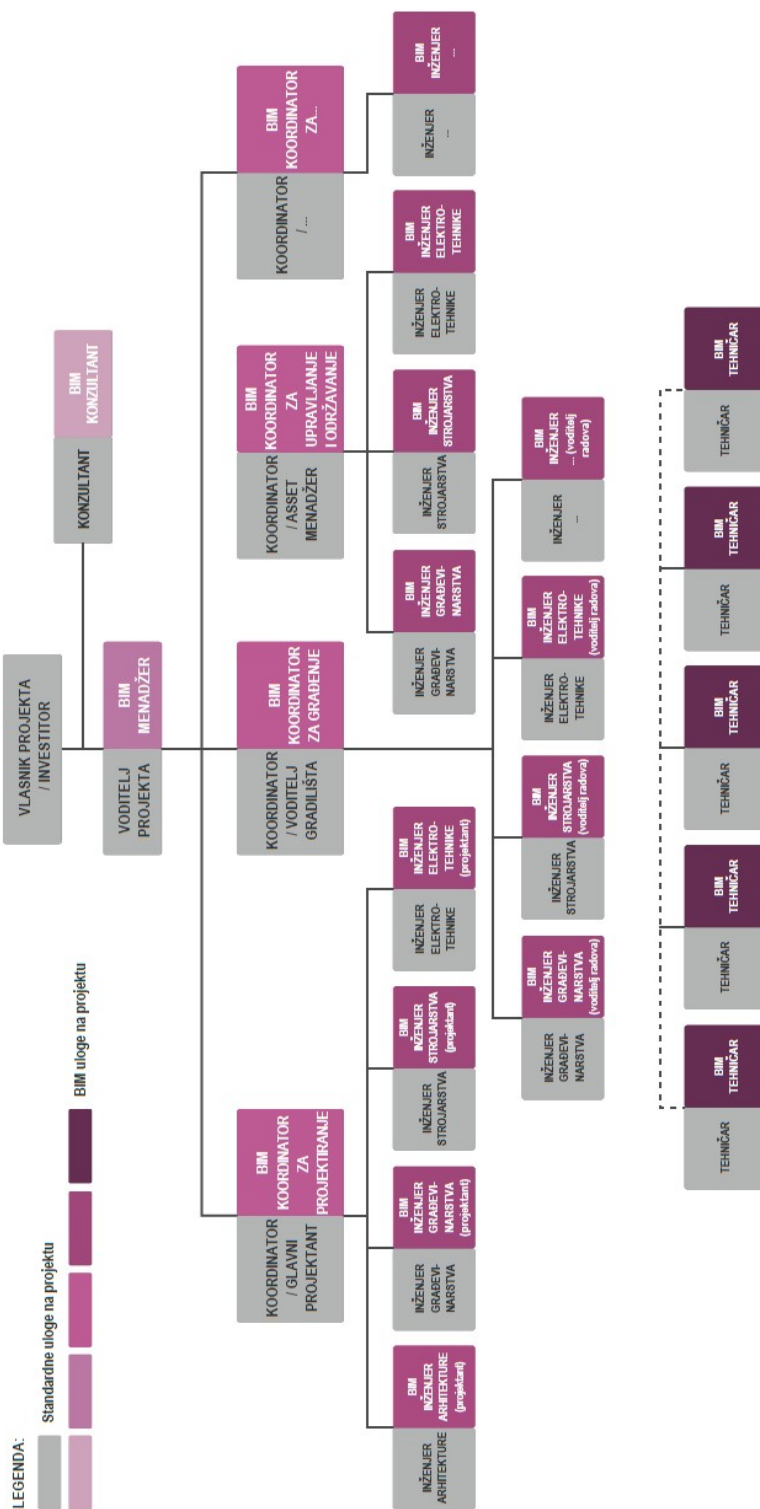 LEGENDA:
Standardne uloge na projektu
BIM uloge na projektu
VLASNIK PROJEKTA
/ INVESTITOR
KONZULTANT
BIM
KONZULTANT
VODITELJ
PROJEKTA
BIM
MENADŽER
KOORDINATOR
/ GLAVNI
PROJEKTANT
BIM
KOORDINATOR
ZA
PROJEKTIRANJE
KOORDINATOR
/ VODITELJ
GRADILIŠTA
BIM
KOORDINATOR
ZA GRAĐENJE
KOORDINATOR
/ ASSET
MENADŽER
BIM
KOORDINATOR
ZA
UPRAVLJANJE
I ODRŽAVANJE
KOORDINATOR
/ ...
BIM
KOORDINATOR
ZA...
INŽENJER
ARHITEKTURE
BIM
INŽENJER
ARHITEKTURE
(projektant)
INŽENJER
GRAĐEVI-
NARSTVA
BIM
INŽENJER
GRAĐEVI-
NARSTVA
(projektant)
INŽENJER
STROJARSTVA
BIM
INŽENJER
STROJARSTVA
(projektant)
INŽENJER
ELEKTRO-
TEHNIKE
BIM
INŽENJER
ELEKTRO-
TEHNIKE
(projektant)
INŽENJER
GRAĐEVI-
NARSTVA
BIM
INŽENJER
GRAĐEVI-
NARSTVA
INŽENJER
STROJARSTVA
BIM
INŽENJER
STROJARSTVA
INŽENJER
ELEKTRO-
TEHNIKE
BIM
INŽENJER
ELEKTRO-
TEHNIKE
INŽENJER
...
BIM
INŽENJER
...
INŽENJER
GRAĐEVI-
NARSTVA
BIM
INŽENJER
GRAĐEVI-
NARSTVA
(voditelj radova)
INŽENJER
STROJARSTVA
BIM
INŽENJER
STROJARSTVA
(voditelj radova)
INŽENJER
ELEKTRO-
TEHNIKE
BIM
INŽENJER
ELEKTRO-
TEHNIKE
(voditelj radova)
INŽENJER
...
BIM
INŽENJER
... (voditelj
radova)
TEHNIČAR
BIM
TEHNIČAR
TEHNIČAR
BIM
TEHNIČAR
TEHNIČAR
BIM
TEHNIČAR
TEHNIČAR
BIM
TEHNIČAR
TEHNIČAR
BIM
TEHNIČAR